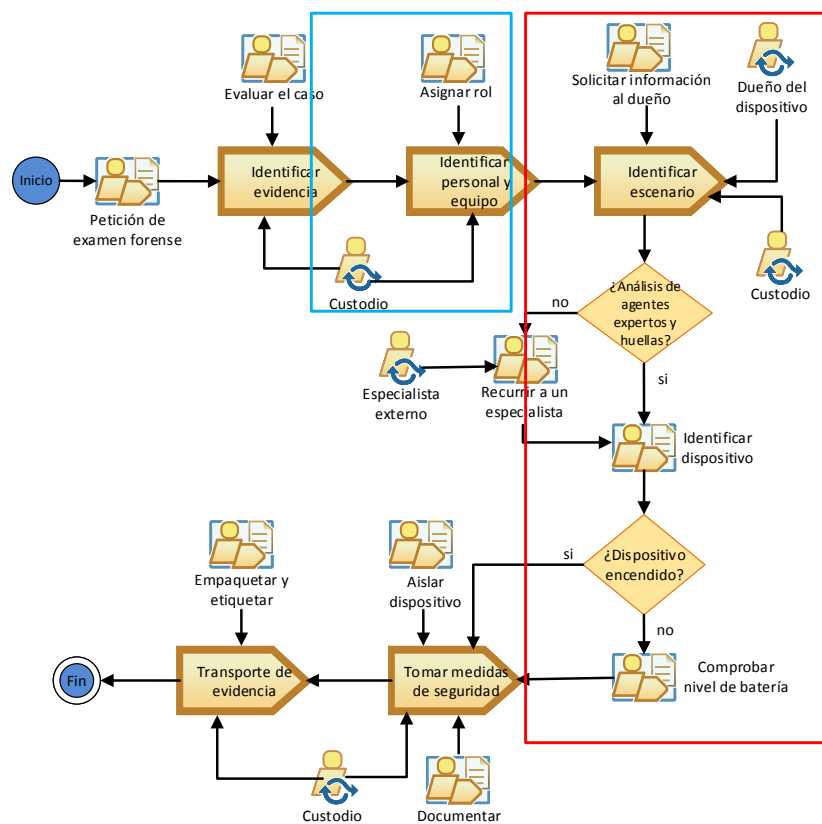 Evaluar el caso
Asignar rol
Solicitar información
al dueño
Dueño del
dispositivo
Inicio
Petición de
examen forense
Identificar
evidencia
Identificar
personal y
equipo
Identificar
escenario
Custodio
Custodio
¿Análisis de
agentes
expertos y
huellas?
no
si
Especialista
externo
Recurrir a un
especialista
Identificar
dispositivo
¿Dispositivo
encendido?
si
no
Empaquetar y
etiquetar
Aislar
dispositivo
Comprobar
nivel de batería
Fin
Transporte de
evidencia
Tomar medidas
de seguridad
Custodio
Documentar